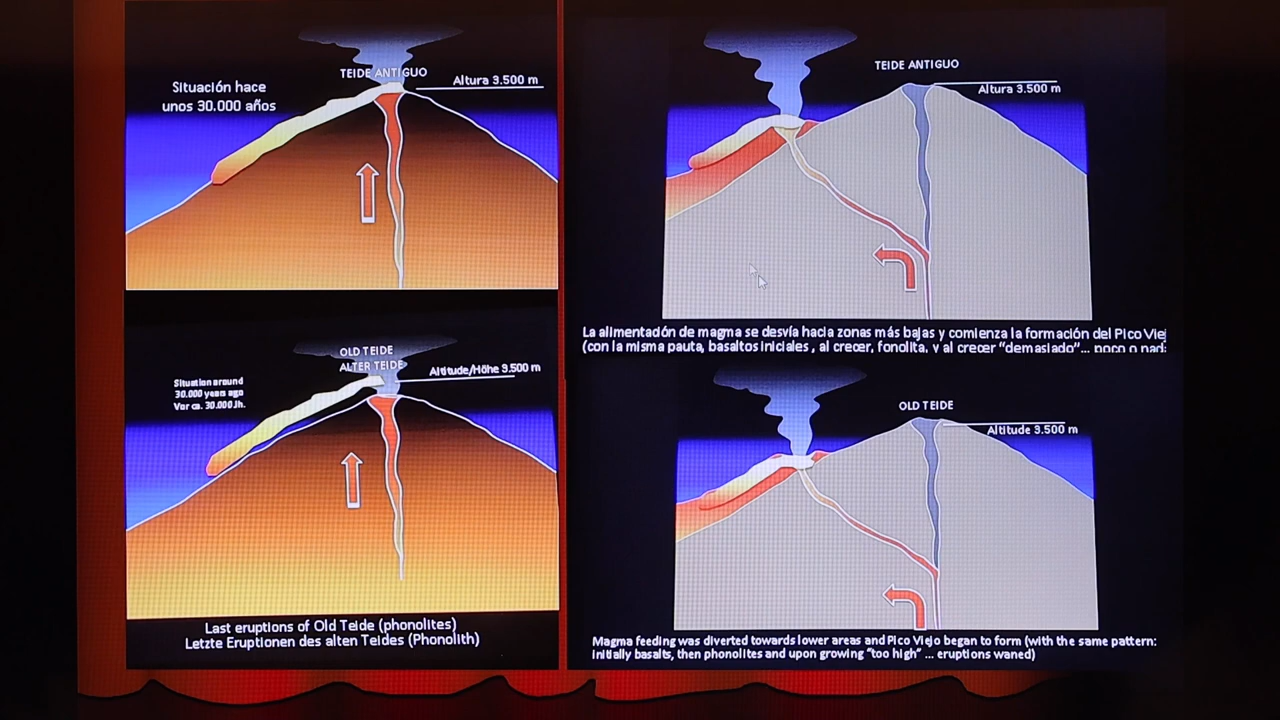 Situación hace
unos 30.000 años
TEIDE ANTIGUO
Altura 3.500 m
OLD TEIDE
ALTER TEIDE
Altitude/Höhe 3.500 m
Situation around
30.000 years ago
Vor ca. 30.000 Jh.
Last eruptions of Old Teide (phonolites)
Letzte Eruptionen des alten Teides (Phonolith)
TEIDE ANTIGUO
Altura 3.500 m
La alimentación de magma se desvía hacia zonas más bajas y comienza la formación del Pico Viej
(con la misma pauta, basaltos iniciales , al crecer, fonolita, y al crecer “demasiado”... poco o nad
OLD TEIDE
Altitude 3.500 m
Magma feeding was diverted towards lower areas and Pico Viejo began to form (with the same pattern:
initially basalts, then phonolites and upon growing “too high” ... eruptions waned)